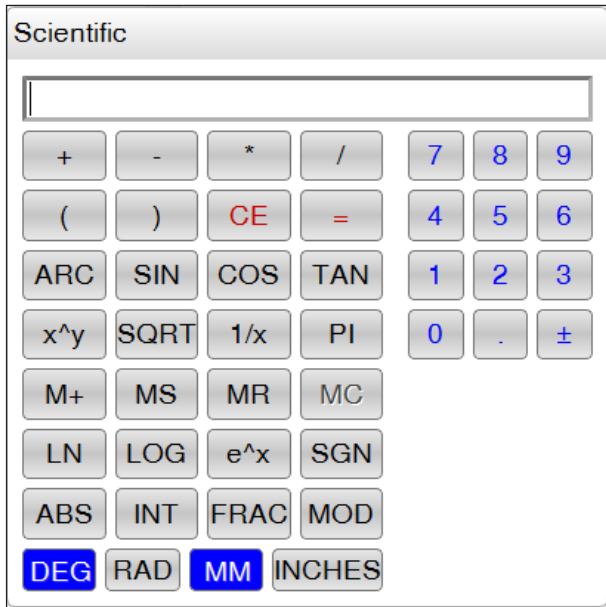 Scientific
+ - * / 7 8 9
( ) CE = 4 5 6
ARC SIN COS TAN 1 2 3
x^y SQRT 1/x PI 0 . ±
M+ MS MR MC
LN LOG e^x SGN
ABS INT FRAC MOD
DEG RAD MM INCHES